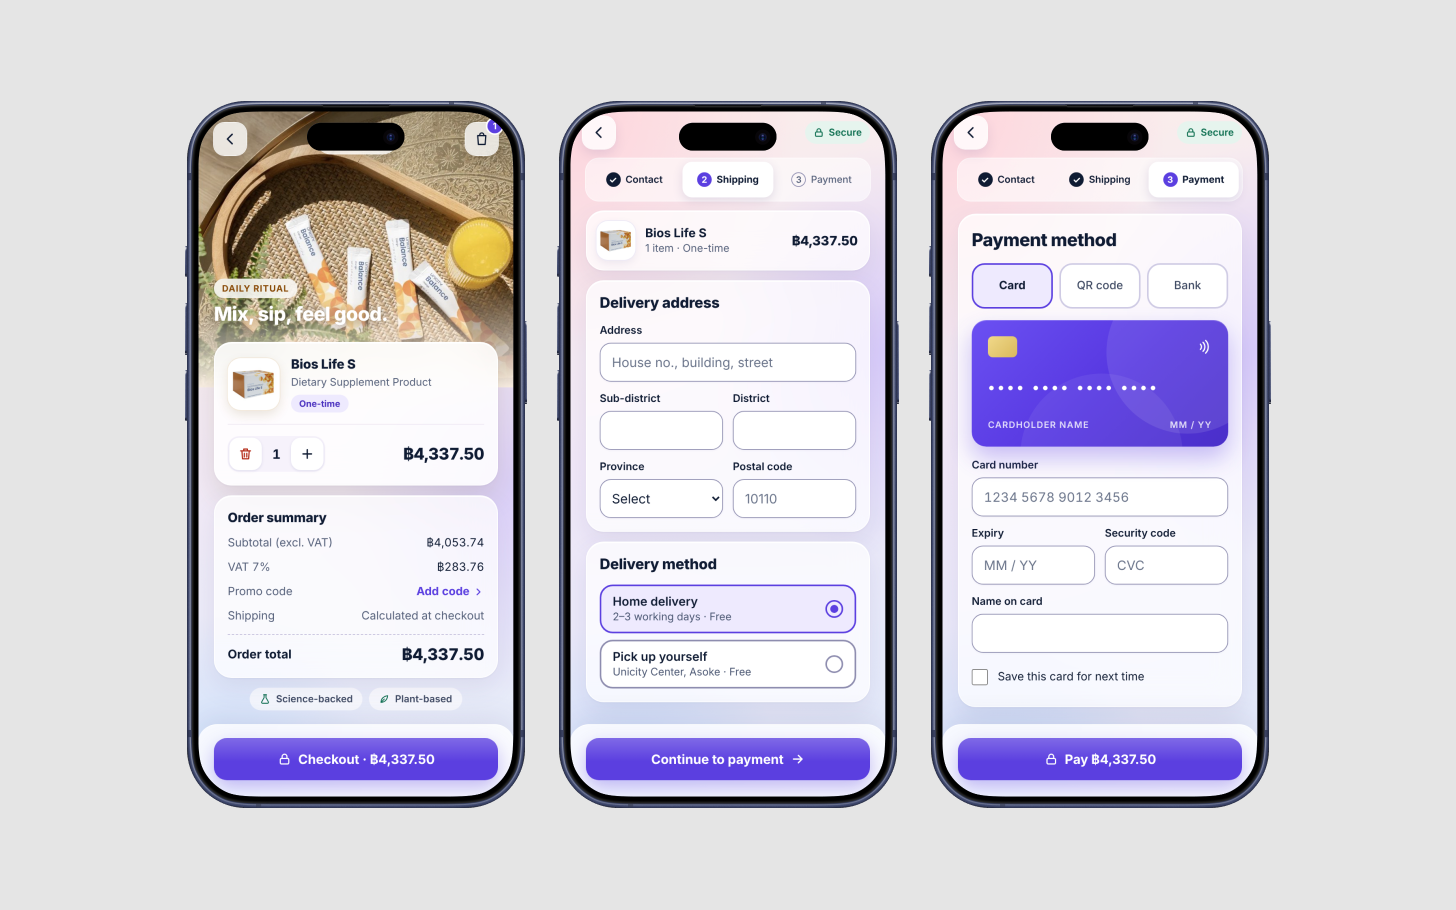 1
Balance
Balance
Balance
Balance
DAILY RITUAL
Mix, sip, feel good.
Bios Life S
Dietary Supplement Product
One-time
1
฿4,337.50
Order summary
Subtotal (excl. VAT) ฿4,053.74
VAT 7% ฿283.76
Promo code Add code
Shipping Calculated at checkout
Order total ฿4,337.50
Science-backed Plant-based
Checkout · ฿4,337.50
Secure
Contact 2 Shipping 3 Payment
Bios Life S
1 item · One-time
฿4,337.50
Delivery address
Address
House no., building, street
Sub-district District
Province Postal code
Select 10110
Delivery method
Home delivery
2–3 working days · Free
Pick up yourself
Unicity Center, Asoke · Free
Continue to payment
Secure
Contact Shipping 3 Payment
Payment method
Card QR code Bank
CARDHOLDER NAME MM / YY
Card number
1234 5678 9012 3456
Expiry Security code
MM / YY CVC
Name on card
Save this card for next time
Pay ฿4,337.50